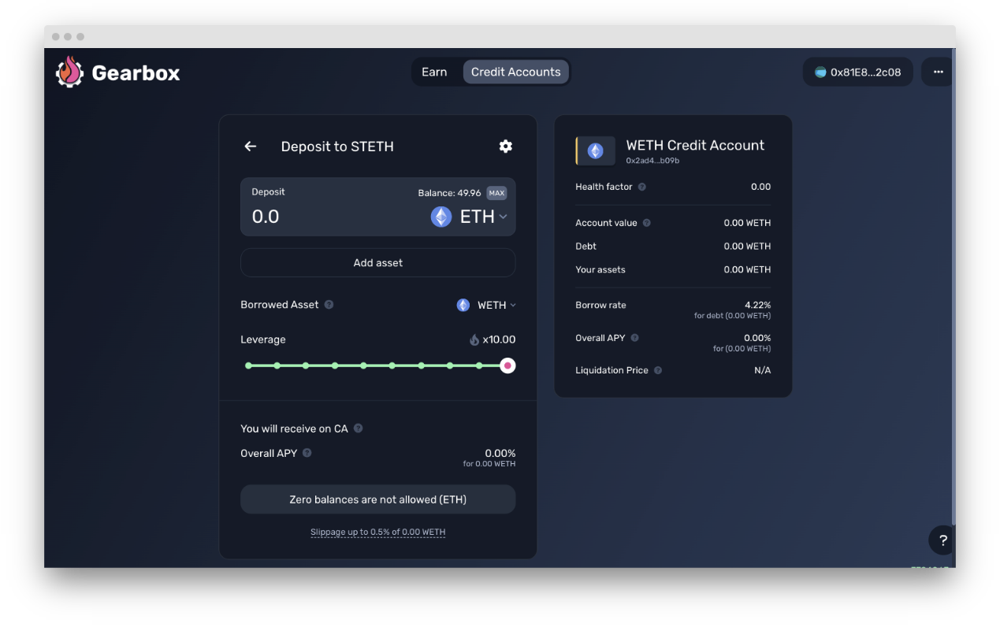 Gearbox
Earn
Credit Accounts
0x81E8...2c08
Deposit to STETH
Deposit
Balance: 49.96 MAX
0.0
ETH
Add asset
Borrowed Asset ?
WETH
Leverage
x10.00
You will receive on CA ?
Overall APY ?
0.00%
for 0.00 WETH
Zero balances are not allowed (ETH)
Slippage up to 0.5% of 0.00 WETH
WETH Credit Account
0x2ad4...b09b
Health factor ?
0.00
Account value ?
0.00 WETH
Debt
0.00 WETH
Your assets
0.00 WETH
Borrow rate
4.22%
for debt (0.00 WETH)
Overall APY ?
0.00%
for (0.00 WETH)
Liquidation Price ?
N/A
?